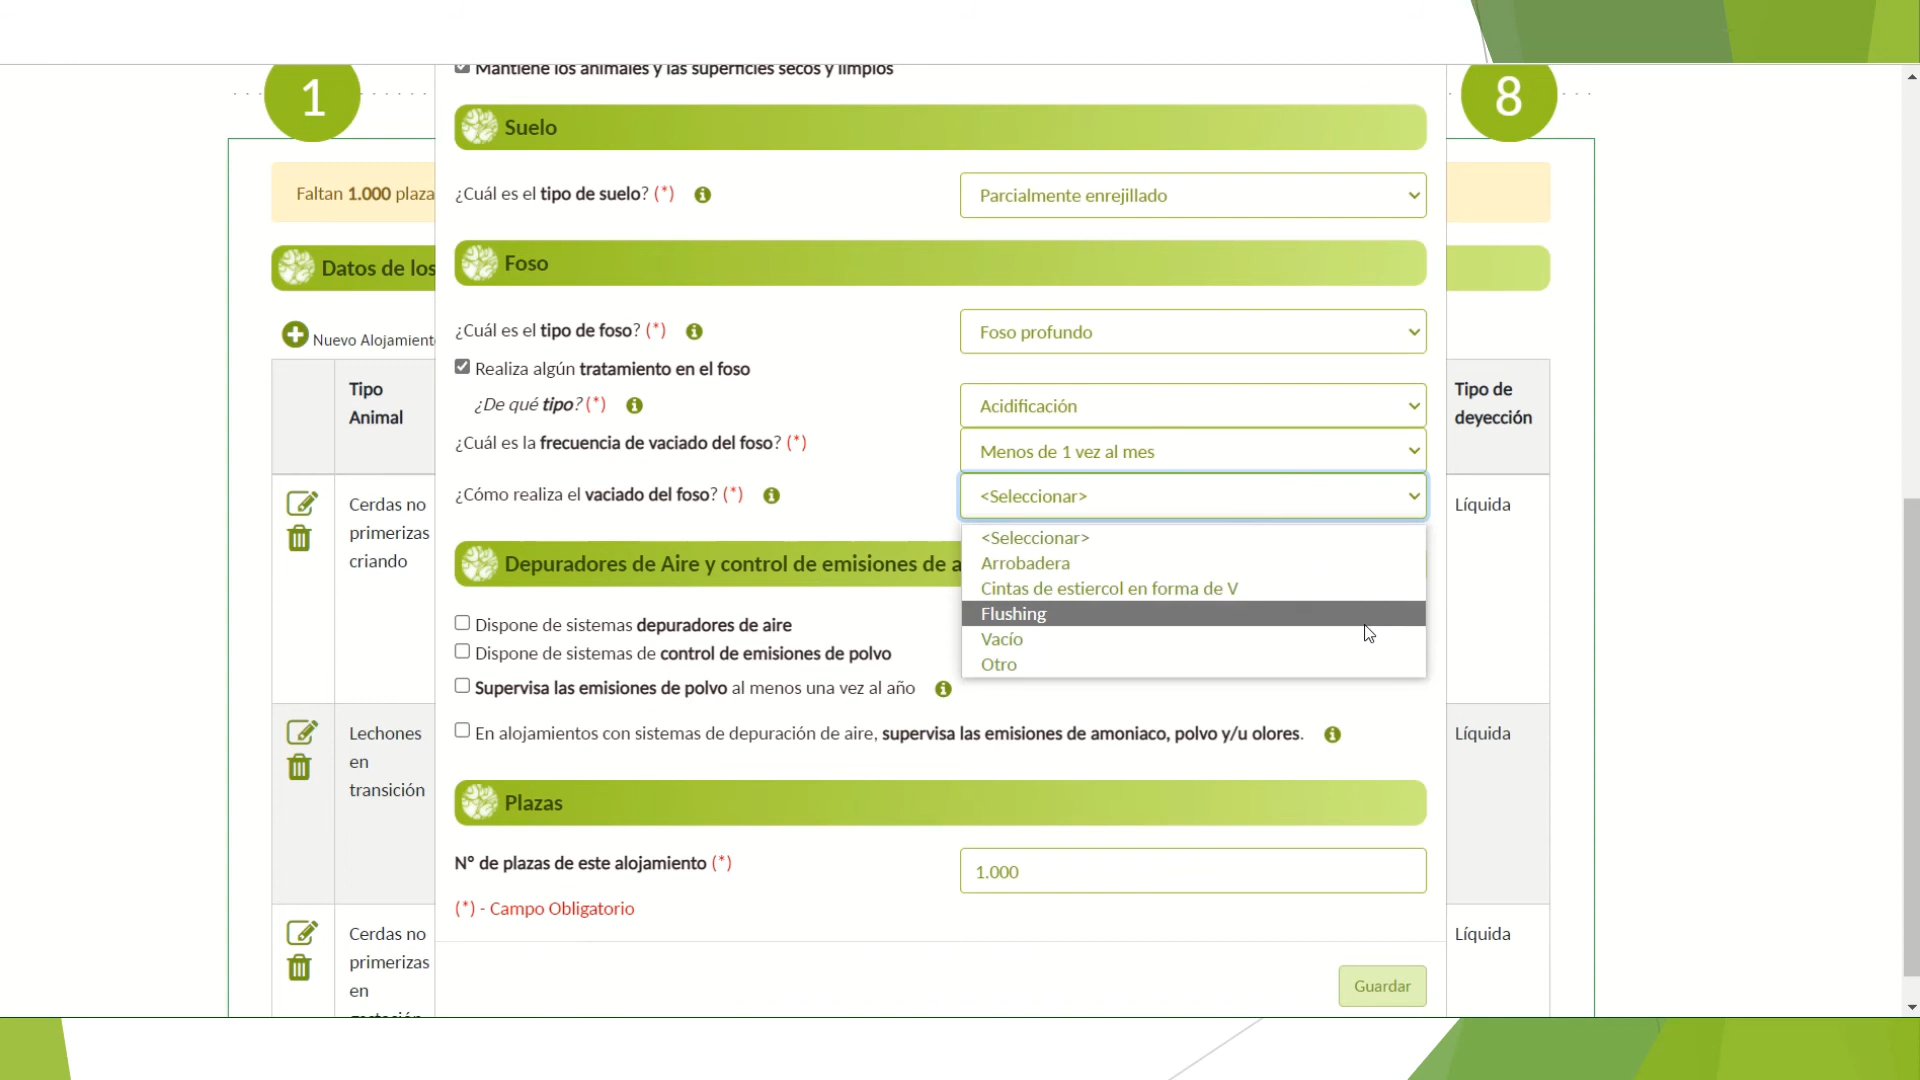 Mantiene los animales y las superficies secos y limpios
1
8
Suelo
Faltan 1.000 plaza
¿Cuál es el tipo de suelo? (*)
Parcialmente enrejillado
Datos de los
Foso
Nuevo Alojamient
¿Cuál es el tipo de foso? (*)
Foso profundo
Realiza algún tratamiento en el foso
Tipo
Animal
Tipo de
deyección
¿De qué tipo? (*)
Acidificación
¿Cuál es la frecuencia de vaciado del foso? (*)
Menos de 1 vez al mes
¿Cómo realiza el vaciado del foso? (*)
<Seleccionar>
<Seleccionar>
Arrobadera
Cintas de estiercol en forma de V
Flushing
Vacío
Otro
Cerdas no
primerizas
criando
Líquida
Depuradores de Aire y control de emisiones de a
Dispone de sistemas depuradores de aire
Dispone de sistemas de control de emisiones de polvo
Supervisa las emisiones de polvo al menos una vez al año
En alojamientos con sistemas de depuración de aire, supervisa las emisiones de amoniaco, polvo y/u olores.
Lechones
en
transición
Líquida
Plazas
Nº de plazas de este alojamiento (*)
1.000
(*) - Campo Obligatorio
Cerdas no
primerizas
en
Líquida
Guardar